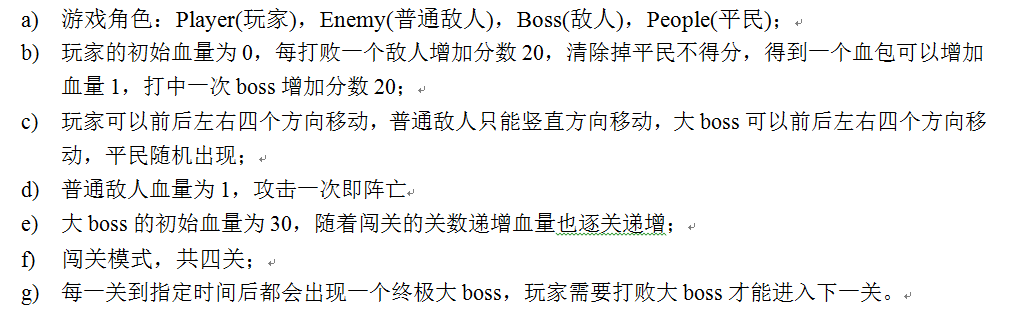 a) 游戏角色：Player(玩家)，Enemy(普通敌人)，Boss(敌人)，People(平民)；
b) 玩家的初始血量为 0，每打败一个敌人增加分数 20，清除掉平民不得分，得到一个血包可以增加
血量 1，打中一次 boss 增加分数 20；
c) 玩家可以前后左右四个方向移动，普通敌人只能竖直方向移动，大 boss 可以前后左右四个方向移
动，平民随机出现；
d) 普通敌人血量为 1，攻击一次即阵亡
e) 大 boss 的初始血量为 30，随着闯关的关数递增血量也逐关递增；
f) 闯关模式，共四关；
g) 每一关到指定时间后都会出现一个终极大 boss，玩家需要打败大 boss 才能进入下一关。